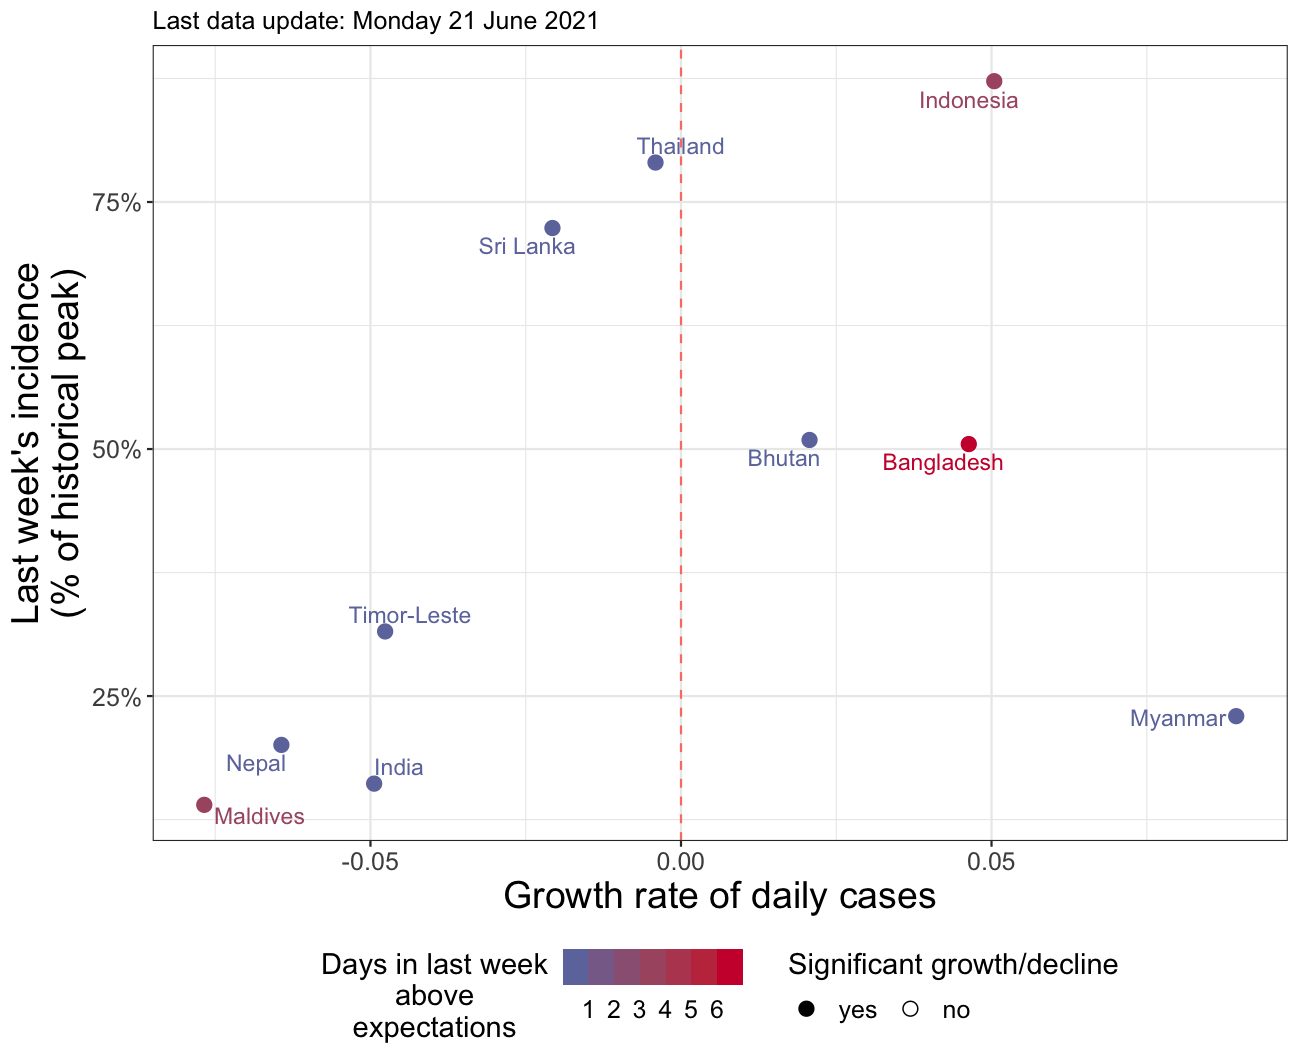 Last data update: Monday 21 June 2021
Indonesia
Thailand
75%
Sri Lanka
Last week's incidence
(% of historical peak)
50%
Bhutan
Bangladesh
Timor-Leste
25%
Myanmar
Nepal
India
Maldives
-0.05
0.00
0.05
Growth rate of daily cases
Days in last week
above
expectations
1 2 3 4 5 6
Significant growth/decline
yes no